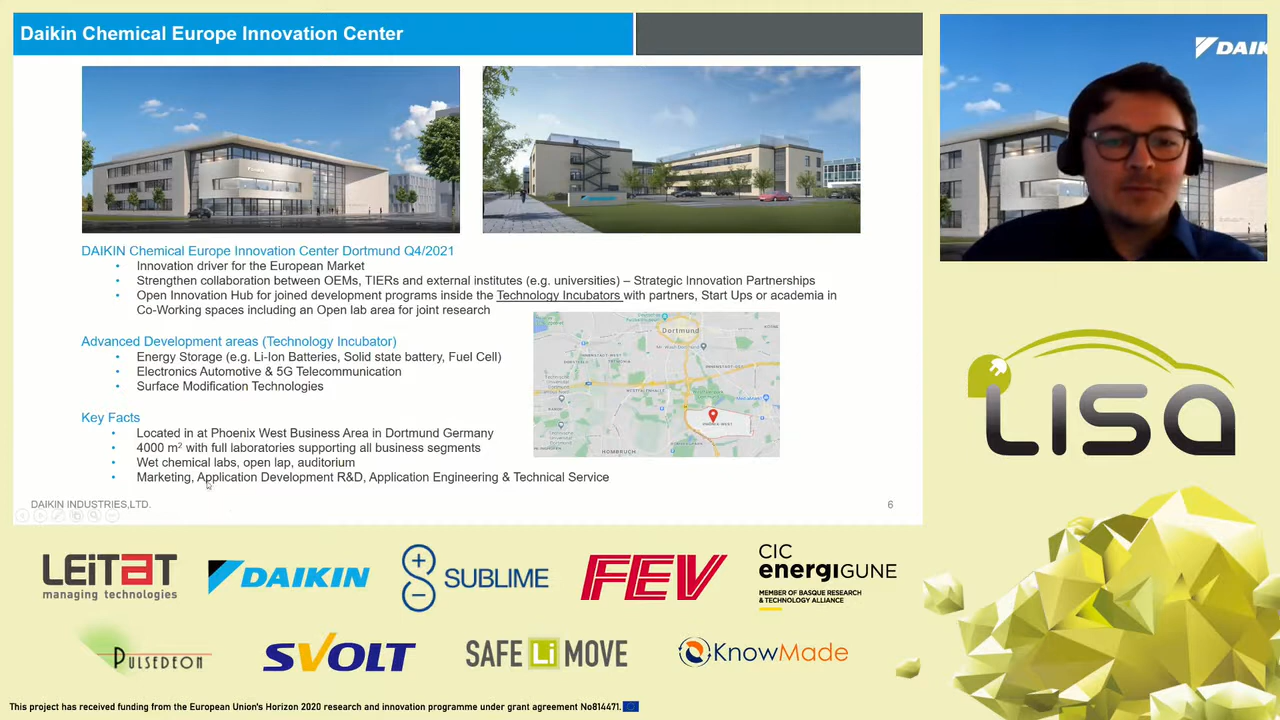 Daikin Chemical Europe Innovation Center
DAIKIN Chemical Europe Innovation Center Dortmund Q4/2021
• Innovation driver for the European Market
• Strengthen collaboration between OEMs, TIERs and external institutes (e.g. universities) – Strategic Innovation Partnerships
• Open Innovation Hub for joined development programs inside the Technology Incubators with partners, Start Ups or academia in
Co-Working spaces including an Open lab area for joint research
Advanced Development areas (Technology Incubator)
• Energy Storage (e.g. Li-Ion Batteries, Solid state battery, Fuel Cell)
• Electronics Automotive & 5G Telecommunication
• Surface Modification Technologies
Dortmund
HOMBRUCH
Key Facts
• Located in at Phoenix West Business Area in Dortmund Germany
• 4000 m² with full laboratories supporting all business segments
• Wet chemical labs, open lap, auditorium
• Marketing, Application Development R&D, Application Engineering & Technical Service
DAIKIN INDUSTRIES,LTD.
6
DAIK
LISA
LEITAT
managing technologies
DAIKIN
SUBLIME
FEV
CIC
energiGUNE
MEMBER OF BASQUE RESEARCH
& TECHNOLOGY ALLIANCE
PULSEDEON
SVOLT
SAFE Li MOVE
KnowMade
This project has received funding from the European Union's Horizon 2020 research and innovation programme under grant agreement No814471.